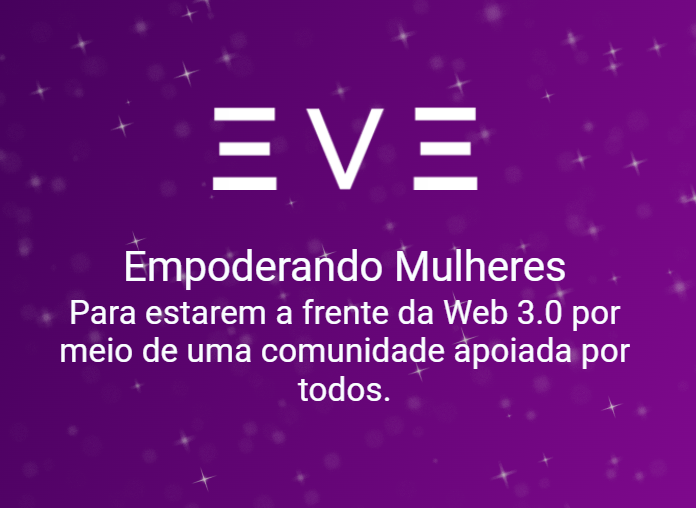 EVE
Empoderando Mulheres
Para estarem a frente da Web 3.0 por
meio de uma comunidade apoiada por
todos.